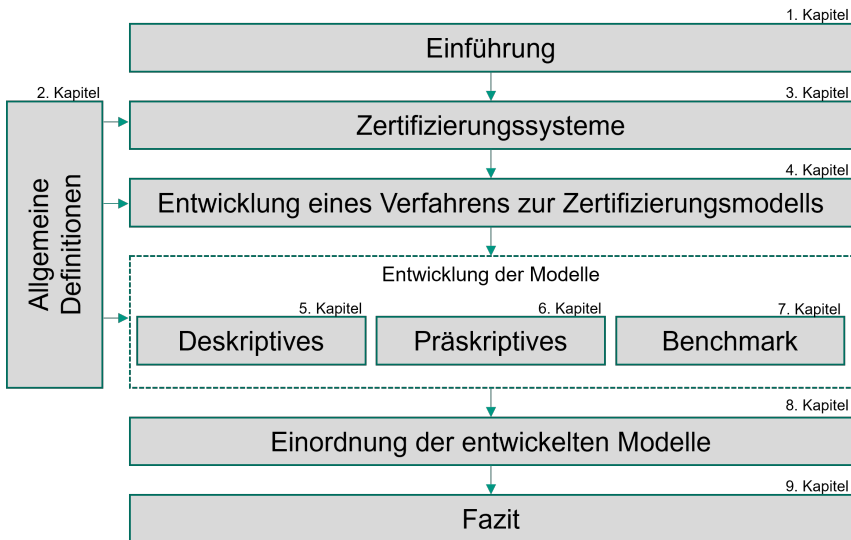 1. Kapitel
Einführung
2. Kapitel
Allgemeine
Definitionen
3. Kapitel
Zertifizierungssysteme
4. Kapitel
Entwicklung eines Verfahrens zur Zertifizierungsmodells
Entwicklung der Modelle
5. Kapitel
Deskriptives
6. Kapitel
Präskriptives
7. Kapitel
Benchmark
8. Kapitel
Einordnung der entwickelten Modelle
9. Kapitel
Fazit